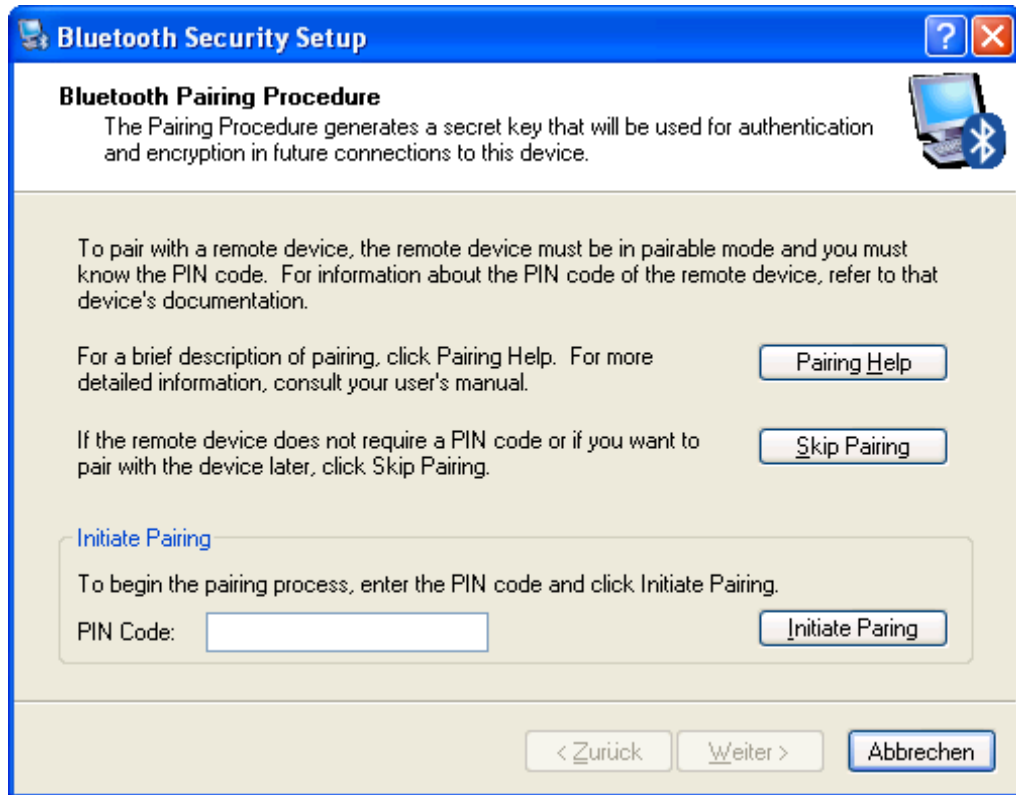 Bluetooth Security Setup
Bluetooth Pairing Procedure
The Pairing Procedure generates a secret key that will be used for authentication
and encryption in future connections to this device.
To pair with a remote device, the remote device must be in pairable mode and you must
know the PIN code.  For information about the PIN code of the remote device, refer to that
device's documentation.
For a brief description of pairing, click Pairing Help.  For more
detailed information, consult your user's manual.
Pairing Help
If the remote device does not require a PIN code or if you want to
pair with the device later, click Skip Pairing.
Skip Pairing
Initiate Pairing
To begin the pairing process, enter the PIN code and click Initiate Pairing.
PIN Code:
Initiate Paring
< Zurück
Weiter >
Abbrechen